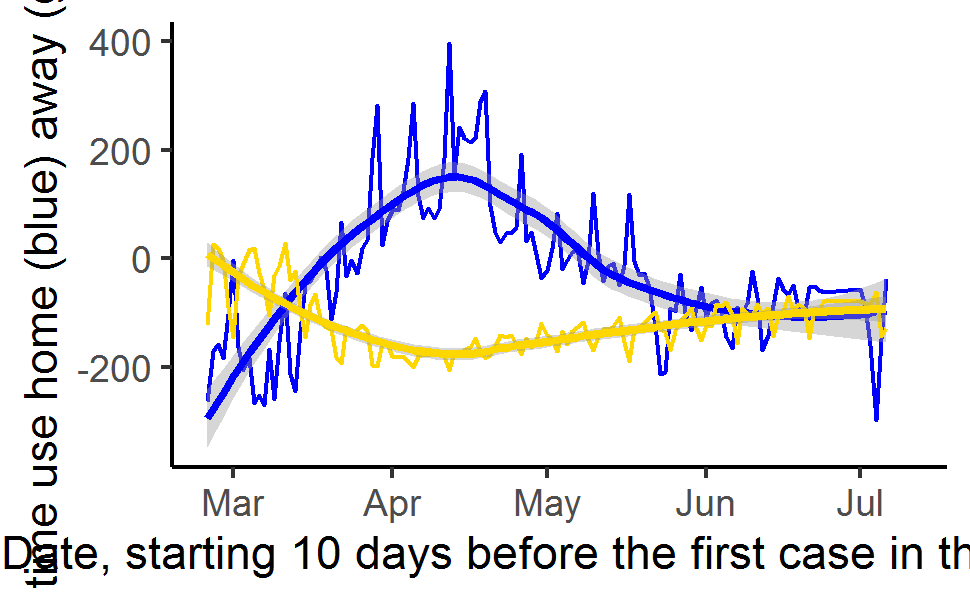 time use home (blue) away (
400
200
0
-200
Mar Apr May Jun Jul
Date, starting 10 days before the first case in th